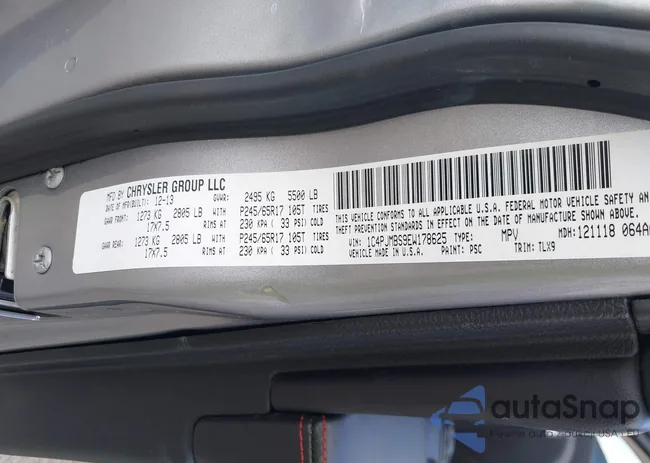 MFD BY CHRYSLER GROUP LLC
DATE OF MFR(BUILT): 12-13 GVWR: 2495 KG 5500 LB
GAWR FRONT: 1273 KG 2805 LB WITH P245/65R17 105T TIRES
17X7.5 RIMS AT 230 KPA ( 33 PSI) COLD
GAWR REAR: 1273 KG 2805 LB WITH P245/65R17 105T TIRES
17X7.5 RIMS AT 230 KPA ( 33 PSI) COLD
THIS VEHICLE CONFORMS TO ALL APPLICABLE U.S.A. FEDERAL MOTOR VEHICLE SAFETY AN
THEFT PREVENTION STANDARDS IN EFFECT ON THE DATE OF MANUFACTURE SHOWN ABOVE.
VIN: 1C4PJMBS9EW178625 TYPE: MPV MDH: 121118 064A
VEHICLE MADE IN U.S.A. PAINT: PSC TRIM: TLX9
autoSnap